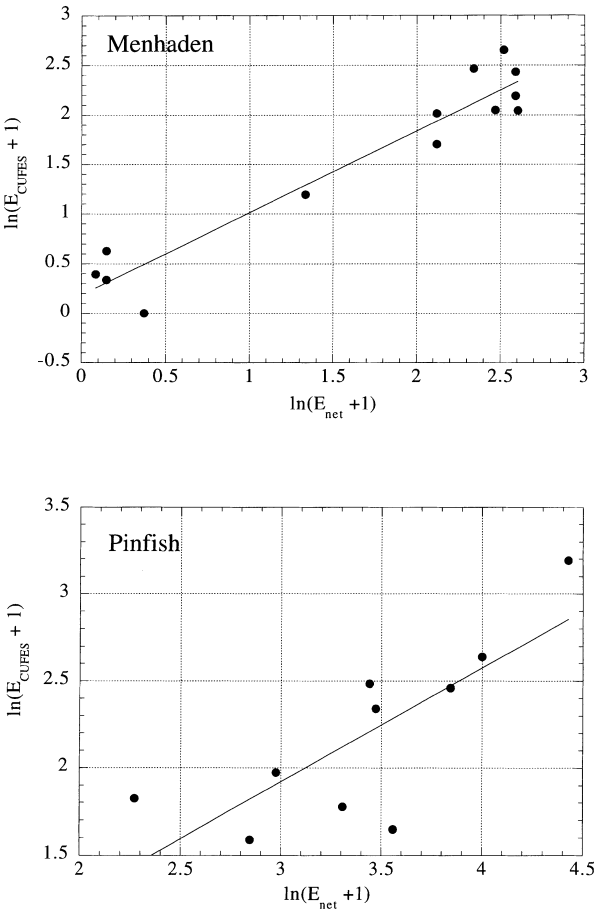 Menhaden
3
2.5
2
1.5
1
0.5
0
-0.5
0 0.5 1 1.5 2 2.5 3
ln(E_CUFES + 1)
ln(E_net +1)
Pinfish
3.5
3
2.5
2
1.5
2 2.5 3 3.5 4 4.5
ln(E_CUFES + 1)
ln(E_net +1)